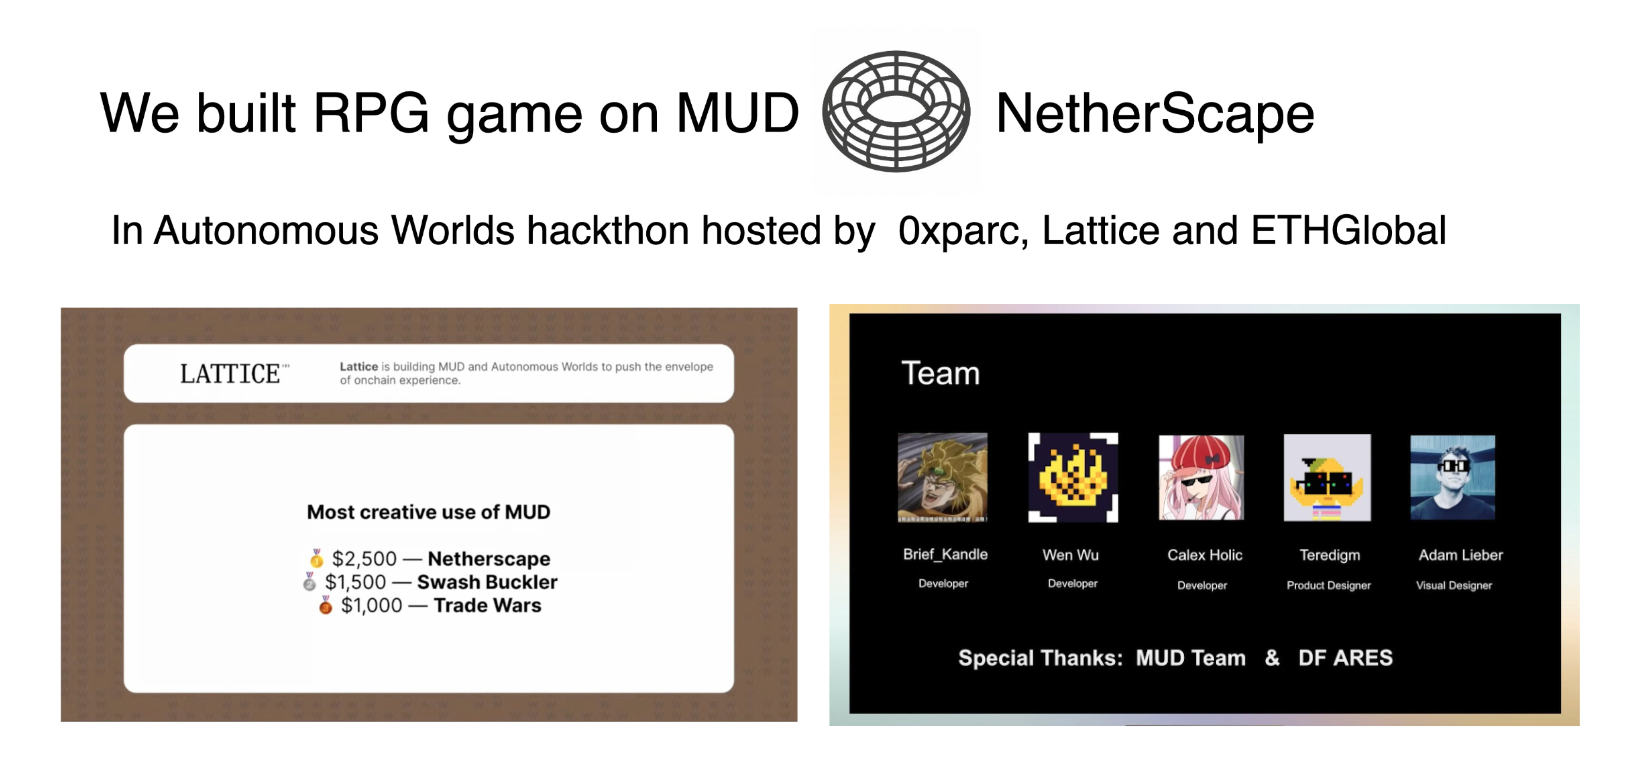 We built RPG game on MUD NetherScape
In Autonomous Worlds hackthon hosted by 0xparc, Lattice and ETHGlobal
LATTICE
Lattice is building MUD and Autonomous Worlds to push the envelope
of onchain experience.
Most creative use of MUD
🥇 $2,500 — Netherscape
🥈 $1,500 — Swash Buckler
🥉 $1,000 — Trade Wars
Team
Brief_Kandle
Developer
Wen Wu
Developer
Calex Holic
Developer
Teredigm
Product Designer
Adam Lieber
Visual Designer
Special Thanks: MUD Team & DF ARES